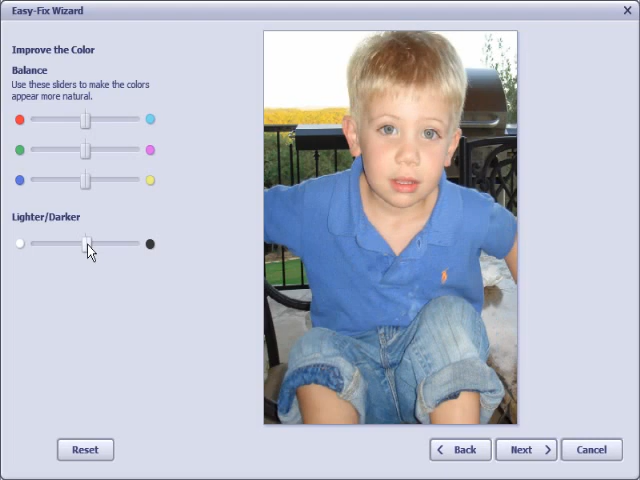 Easy-Fix Wizard
Improve the Color
Balance
Use these sliders to make the colors
appear more natural.
Lighter/Darker
Reset
Back
Next
Cancel